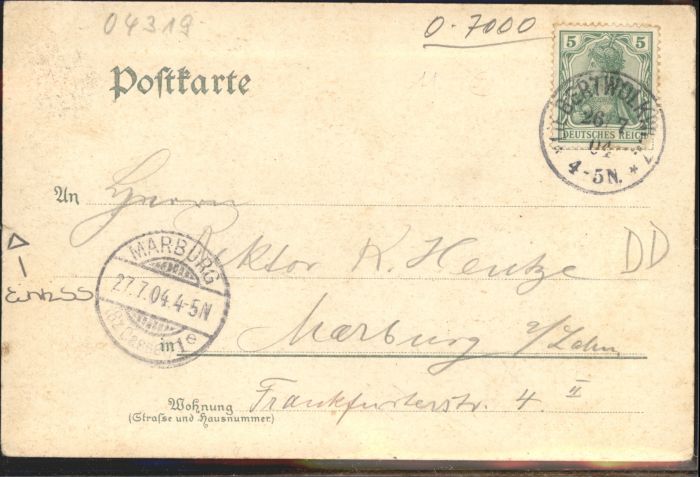 04319
0-7000
Postkarte
5 5
DEUTSCHES REICH
26. 7.
04
4-5N.
An Herrn
Rektor K. Hentze
DD
MARBURG
27.7.04.4-5N
Marburg a/Lahn
in
Wohnung
(Strasse und Hausnummer)
Frankfurterstr. 4 II